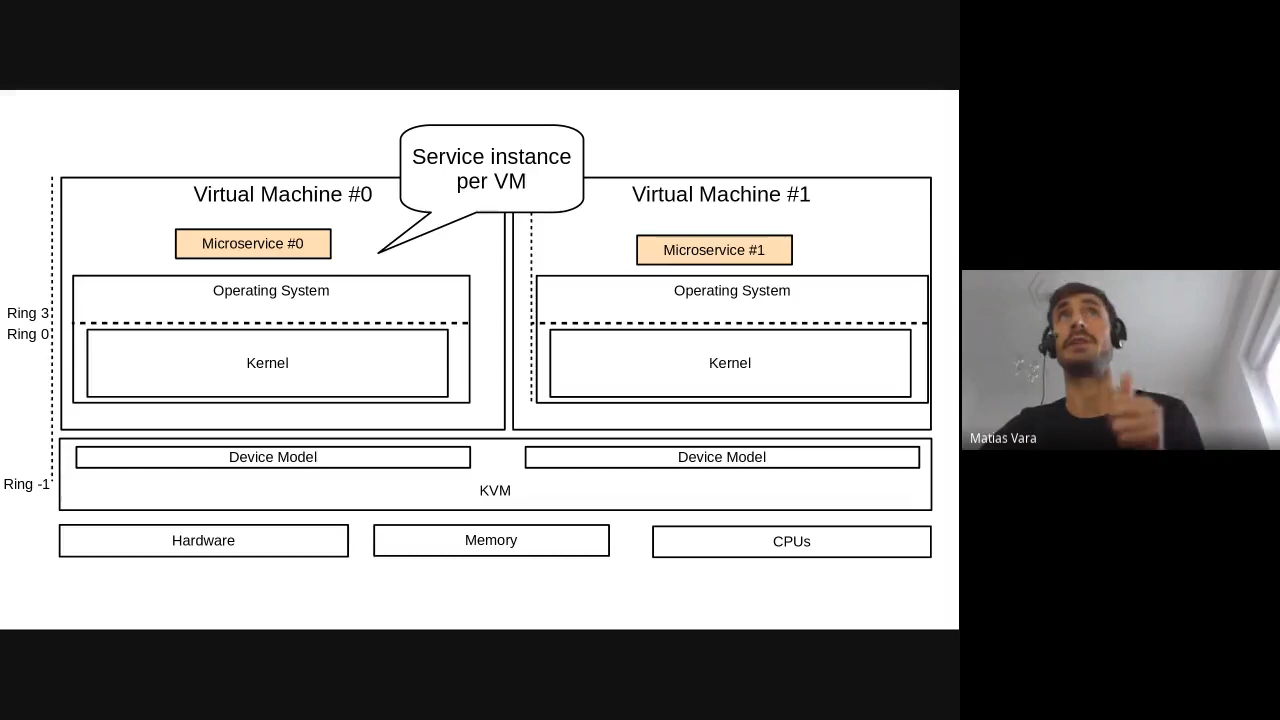 Service instance
per VM
Virtual Machine #0
Virtual Machine #1
Microservice #0
Microservice #1
Operating System
Operating System
Ring 3
Ring 0
Kernel
Kernel
Device Model
Device Model
Ring -1
KVM
Hardware
Memory
CPUs
Matias Vara